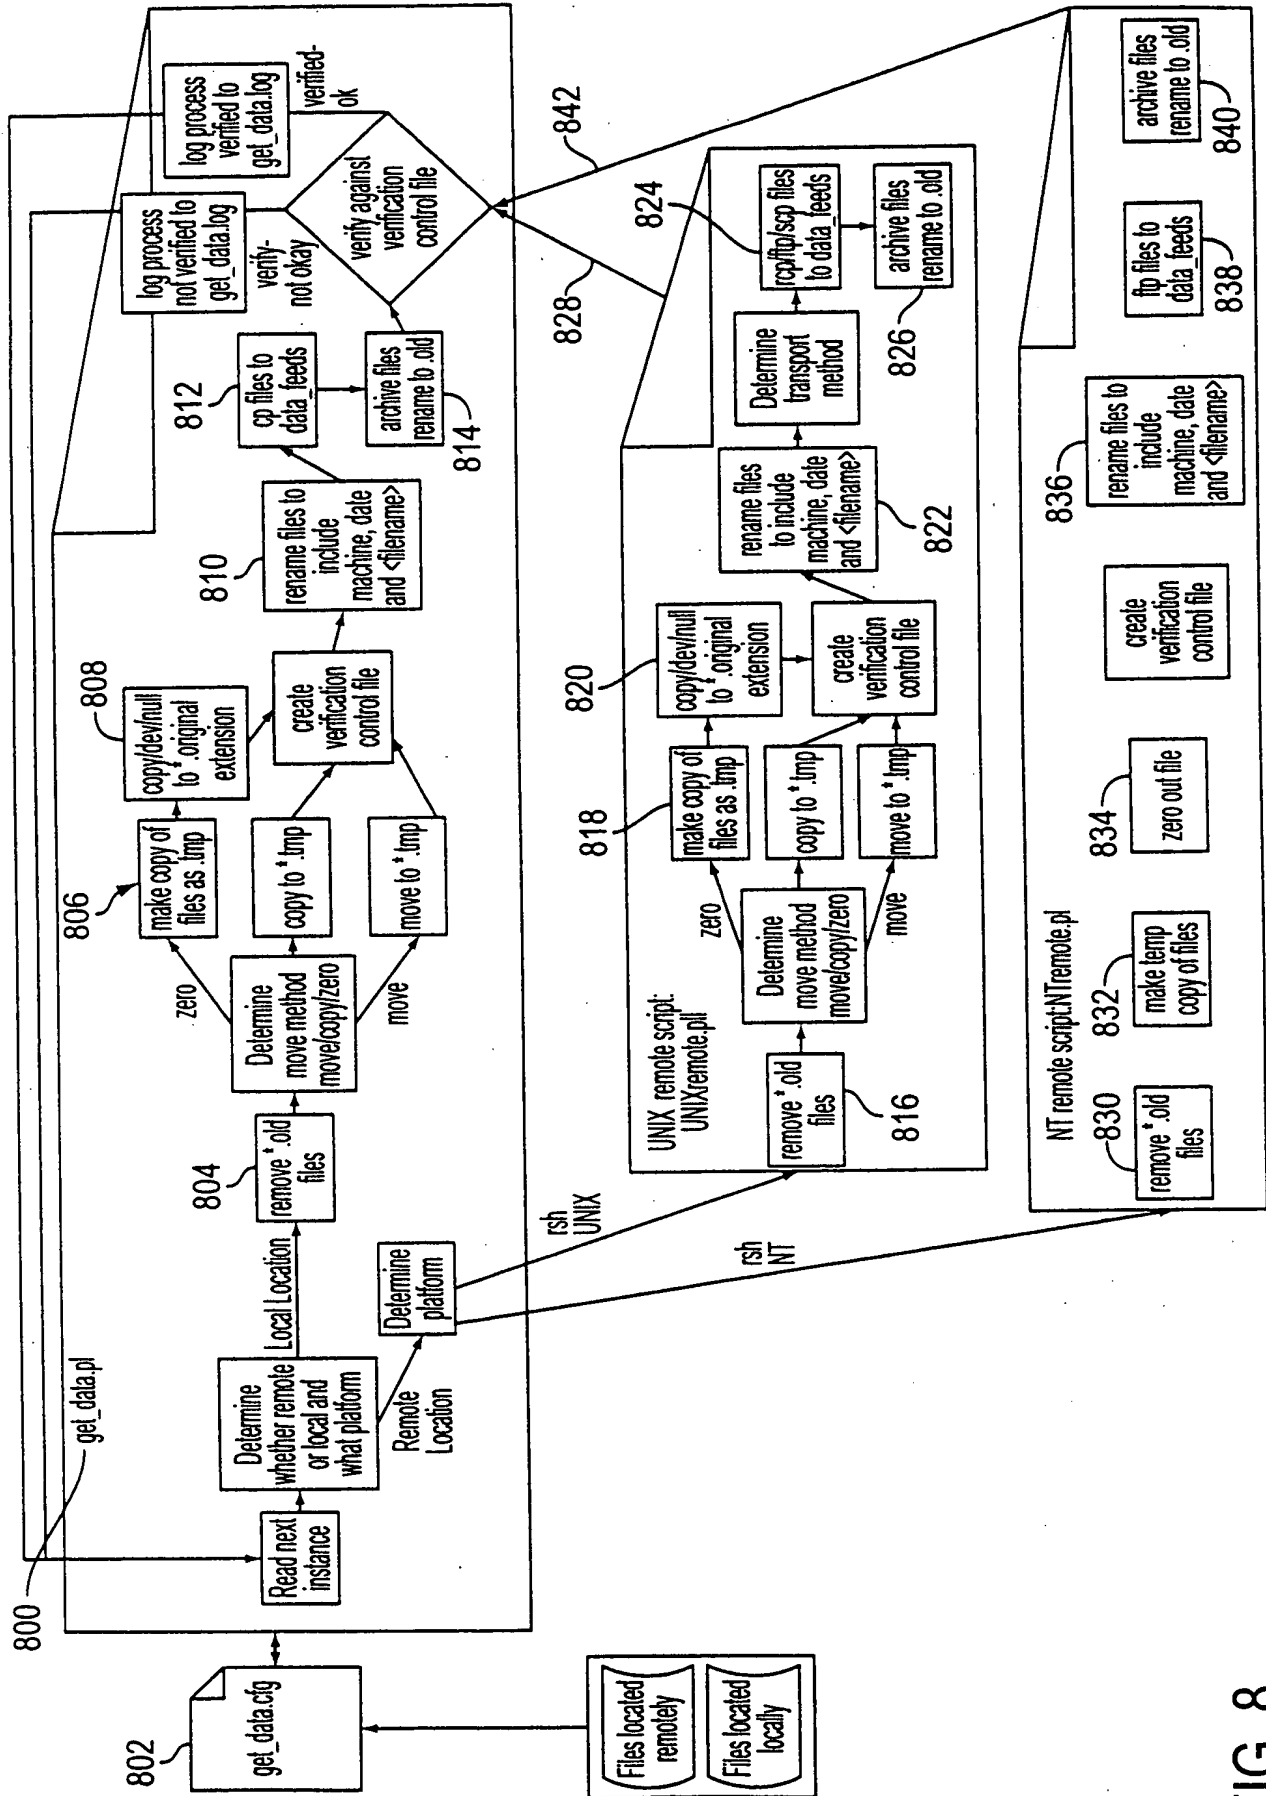 800
get_data.pl
802
get_data.cfg
Files located
remotely
Files located
locally
Read next
instance
Determine
whether remote
or local and
what platform
Local Location
Remote
Location
Determine
platform
rsh
UNIX
rsh
NT
804
remove *.old
files
Determine
move method
move/copy/zero
zero
move
806
make copy of
files as .tmp
copy to *.tmp
move to *.tmp
808
copy/dev/null
to *.original
extension
create
verification
control file
810
rename files to
include
machine, date
and <filename>
812
cp files to
data_feeds
archive files
rename to .old
814
verify against
verification
control file
verify-
not okay
verified-
ok
log process
not verified to
get_data.log
log process
verified to
get_data.log
828
842
UNIX remote script:
UNIXremote.pll
remove *.old
files
816
Determine
move method
move/copy/zero
zero
move
818
make copy of
files as .tmp
copy to *.tmp
move to *.tmp
820
copy/dev/null
to *.original
extension
create
verification
control file
rename files
to include
machine, date
and <filename>
822
Determine
transport
method
824
rcp/ftp/scp files
to data_feeds
archive files
rename to .old
826
NT remote script:NTremote.pl
830
remove *.old
files
832
make temp
copy of files
834
zero out file
create
verification
control file
836
rename files to
include
machine, date
and <filename>
ftp files to
data_feeds
838
archive files
rename to .old
840
FIG. 8